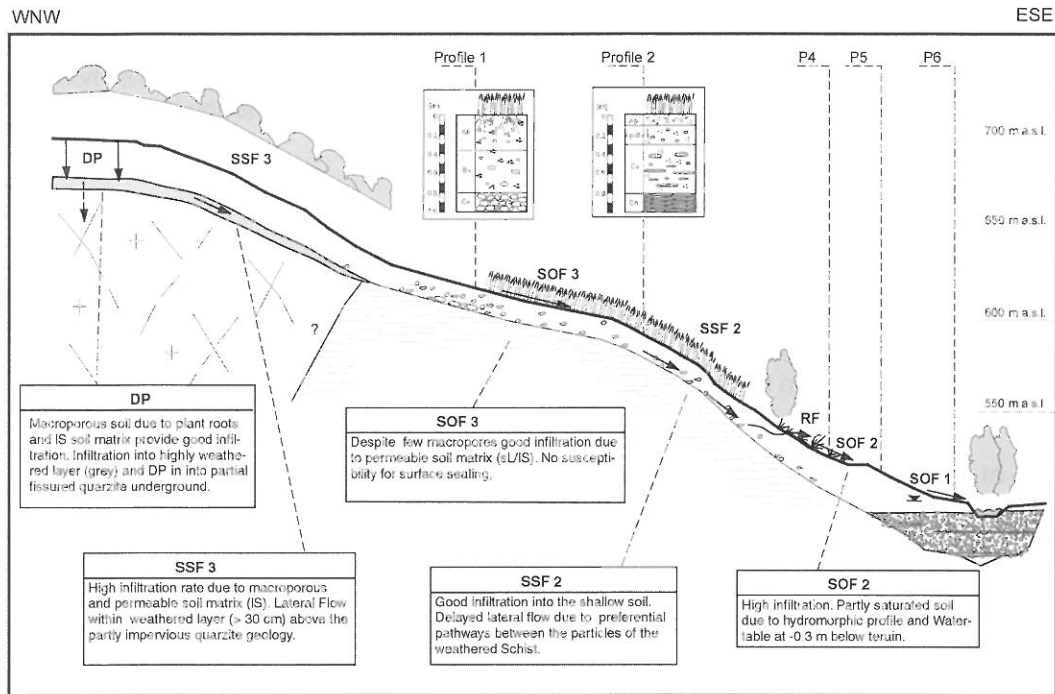 WNW
ESE
Profile 1
Profile 2
P4
P5
P6
700 m a.s.l.
650 m a.s.l.
600 m a.s.l.
550 m a.s.l.
DP
SSF 3
SOF 3
SSF 2
RF
SOF 2
SOF 1
?
DP
Macroporous soil due to plant roots
and lS soil matrix provide good infil-
tration. Infiltration into highly weathe-
red layer (grey) and DP in into partial
fissured quarzite underground.
SOF 3
Despite few macropores good infiltration due
to permeable soil matrix (sL/lS). No suscepti-
bility for surface sealing.
SSF 3
High infiltration rate due to macroporous
and permeable soil matrix (lS). Lateral Flow
within weathered layer (> 30 cm) above the
partly impervious quarzite geology.
SSF 2
Good infiltration into the shallow soil.
Delayed lateral flow due to preferential
pathways between the particles of the
weathered Schist.
SOF 2
High infiltration. Partly saturated soil
due to hydromorphic profile and Water-
table at -0.3 m below terrain.